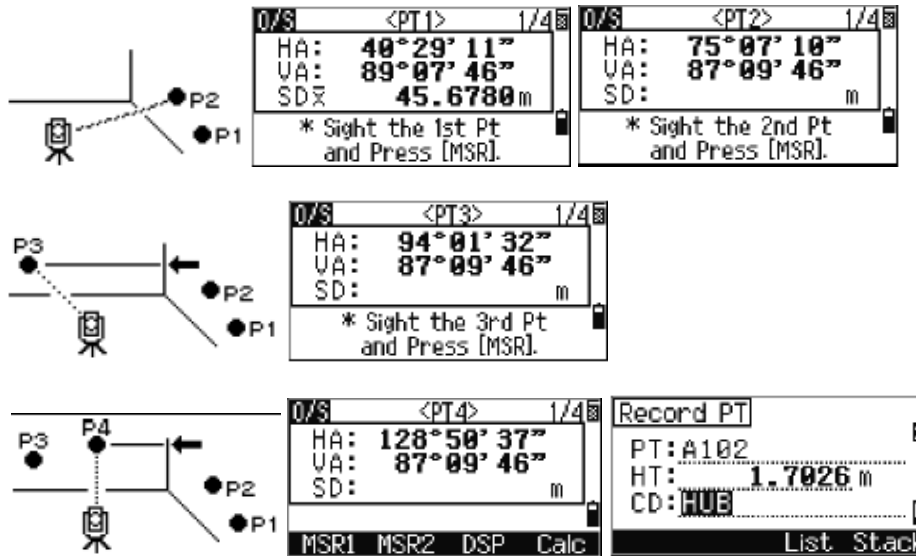 O/S <PT1> 1/4
HA: 40°29'11"
VA: 89°07'46"
SDx̄ 45.6780m
* Sight the 1st Pt
and Press [MSR].
O/S <PT2> 1/4
HA: 75°07'10"
VA: 87°09'46"
SD: m
* Sight the 2nd Pt
and Press [MSR].
P2
P1
O/S <PT3> 1/4
HA: 94°01'32"
VA: 87°09'46"
SD: m
* Sight the 3rd Pt
and Press [MSR].
P3
P2
P1
O/S <PT4> 1/4
HA: 128°50'37"
VA: 87°09'46"
SD: m
MSR1 MSR2 DSP Calc
P3 P4
P2
P1
Record PT
PT:A102
HT: 1.7026 m
CD:HUB
List Stack